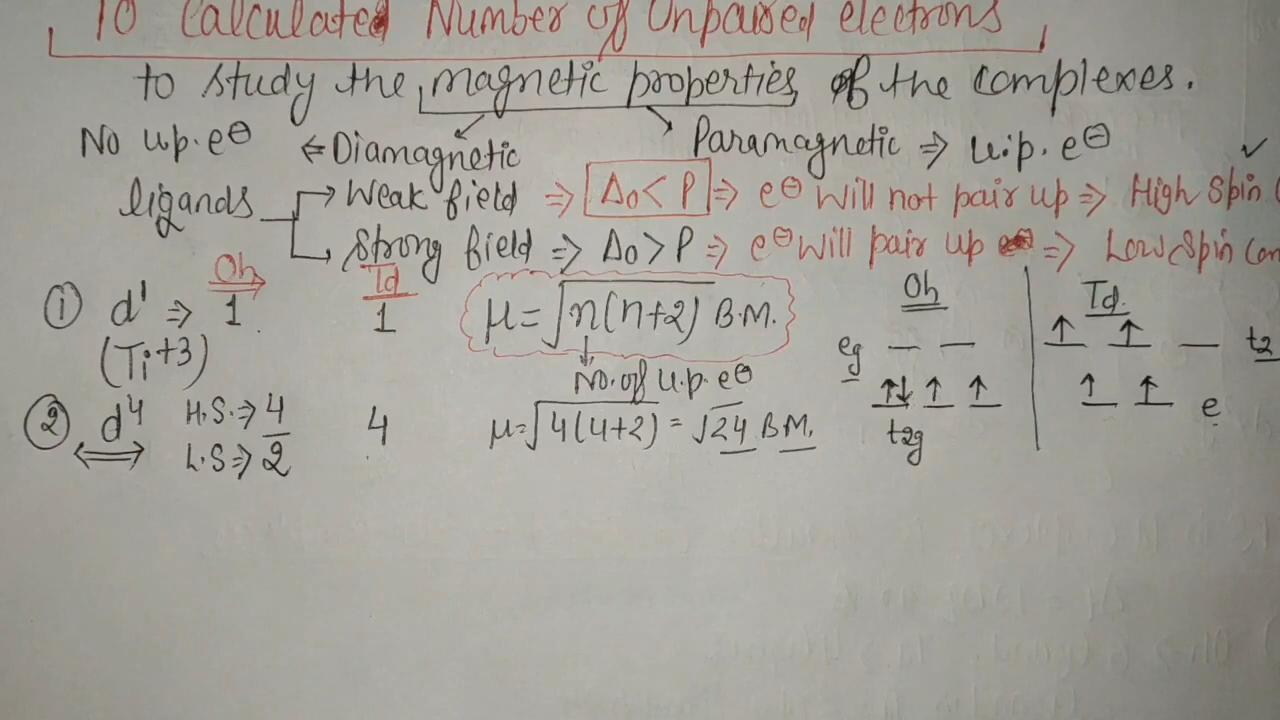 To Calculated Number of Unpaired electrons
to study the magnetic properties of the complexes.
No u.p. e⊖ ⇐ Diamagnetic Paramagnetic ⇒ u.p. e⊖
ligands → Weak field ⇒ Δo < P ⇒ e⊖ will not pair up ⇒ High Spin ✓
→ Strong field ⇒ Δo > P ⇒ e⊖ will pair up ⇒ Low Spin
Oh Td
① d¹ ⇒ 1 1 μ = √n(n+2) B.M.
(Ti+3)
No. of u.p. e⊖
② d⁴ H.S. ⇒ 4 4 μ = √4(4+2) = √24 B.M.
L.S ⇒ 2
Oh Td.
eg — — ↑ ↑ — t2
↑↓ ↑ ↑ ↑ ↑ e
t2g